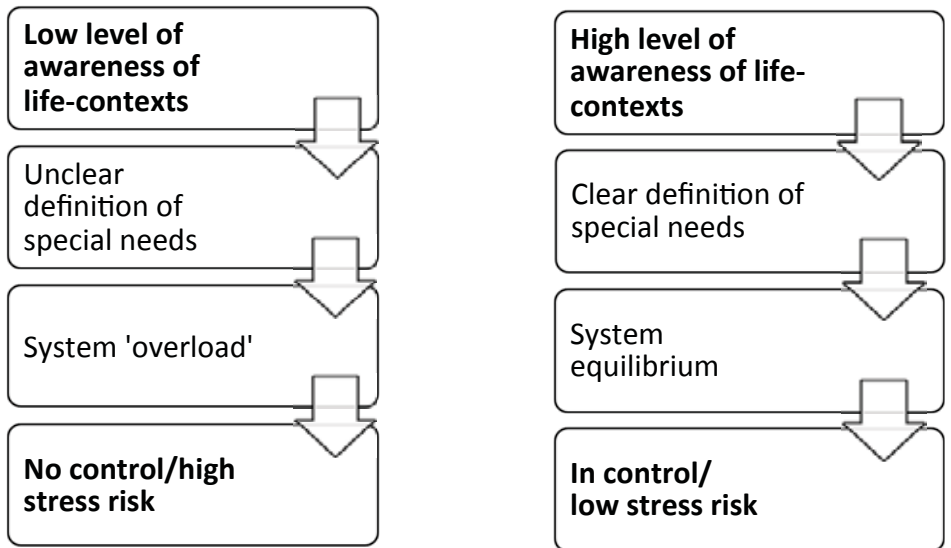 Low level of
awareness of
life-contexts
Unclear
definition of
special needs
System 'overload'
No control/high
stress risk
High level of
awareness of life-
contexts
Clear definition of
special needs
System
equilibrium
In control/
low stress risk